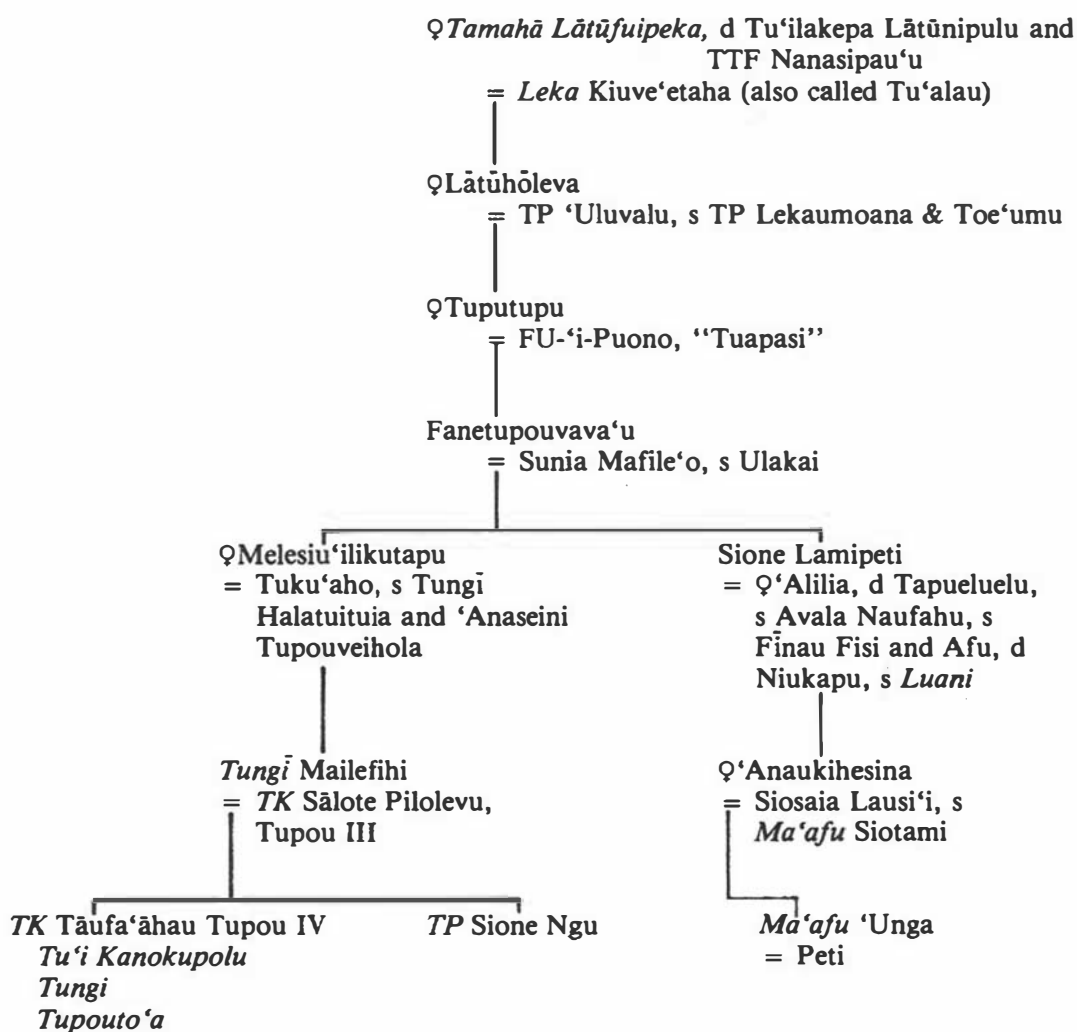 ♀Tamahā Lātūfuipeka, d Tu‘ilakepa Lātūnipulu and
TTF Nanasipau‘u
= Leka Kiuve‘etaha (also called Tu‘alau)
♀Lātūhōleva
= TP ‘Uluvalu, s TP Lekaumoana & Toe‘umu
♀Tuputupu
= FU-‘i-Puono, “Tuapasi”
Fanetupouvava‘u
= Sunia Mafile‘o, s Ulakai
♀Melesiu‘ilikutapu
= Tuku‘aho, s Tungī
Halatuituia and ‘Anaseini
Tupouveihola
Sione Lamipeti
= ♀‘Alilia, d Tapueluelu,
s Avala Naufahu, s
Fīnau Fisi and Afu, d
Niukapu, s Luani
Tungī Mailefihi
= TK Sālote Pilolevu,
Tupou III
♀‘Anaukihesina
= Siosaia Lausi‘i, s
Ma‘afu Siotami
TK Tāufa‘āhau Tupou IV
Tu‘i Kanokupolu
Tungi
Tupouto‘a
TP Sione Ngu
Ma‘afu ‘Unga
= Peti